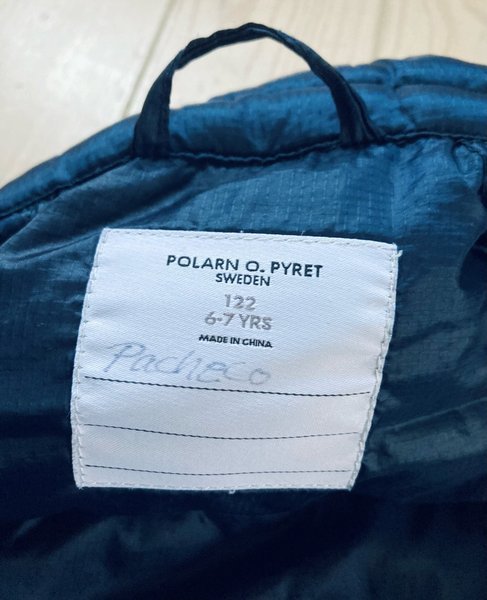 POLARN O. PYRET
SWEDEN
122
6-7 YRS
MADE IN CHINA
Pacheco